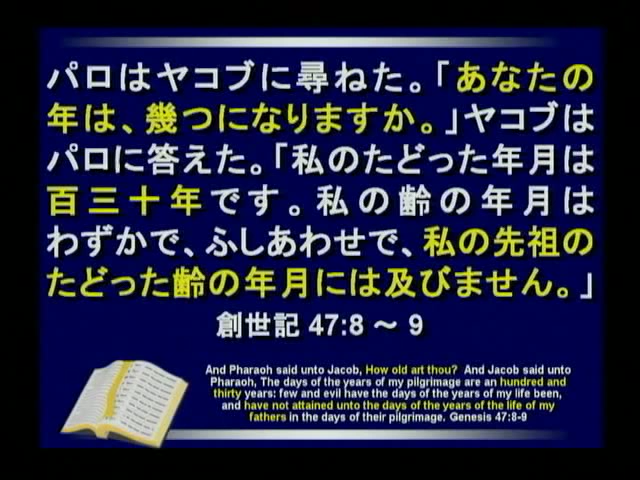 パロはヤコブに尋ねた。「あなたの
年は、幾つになりますか。」ヤコブは
パロに答えた。「私のたどった年月は
百三十年です。私の齢の年月は
わずかで、ふしあわせで、私の先祖の
たどった齢の年月には及びません。」
創世記 47:8 ～ 9
And Pharaoh said unto Jacob, How old art thou? And Jacob said unto
Pharaoh, The days of the years of my pilgrimage are an hundred and
thirty years: few and evil have the days of the years of my life been,
and have not attained unto the days of the years of the life of my
fathers in the days of their pilgrimage. Genesis 47:8-9